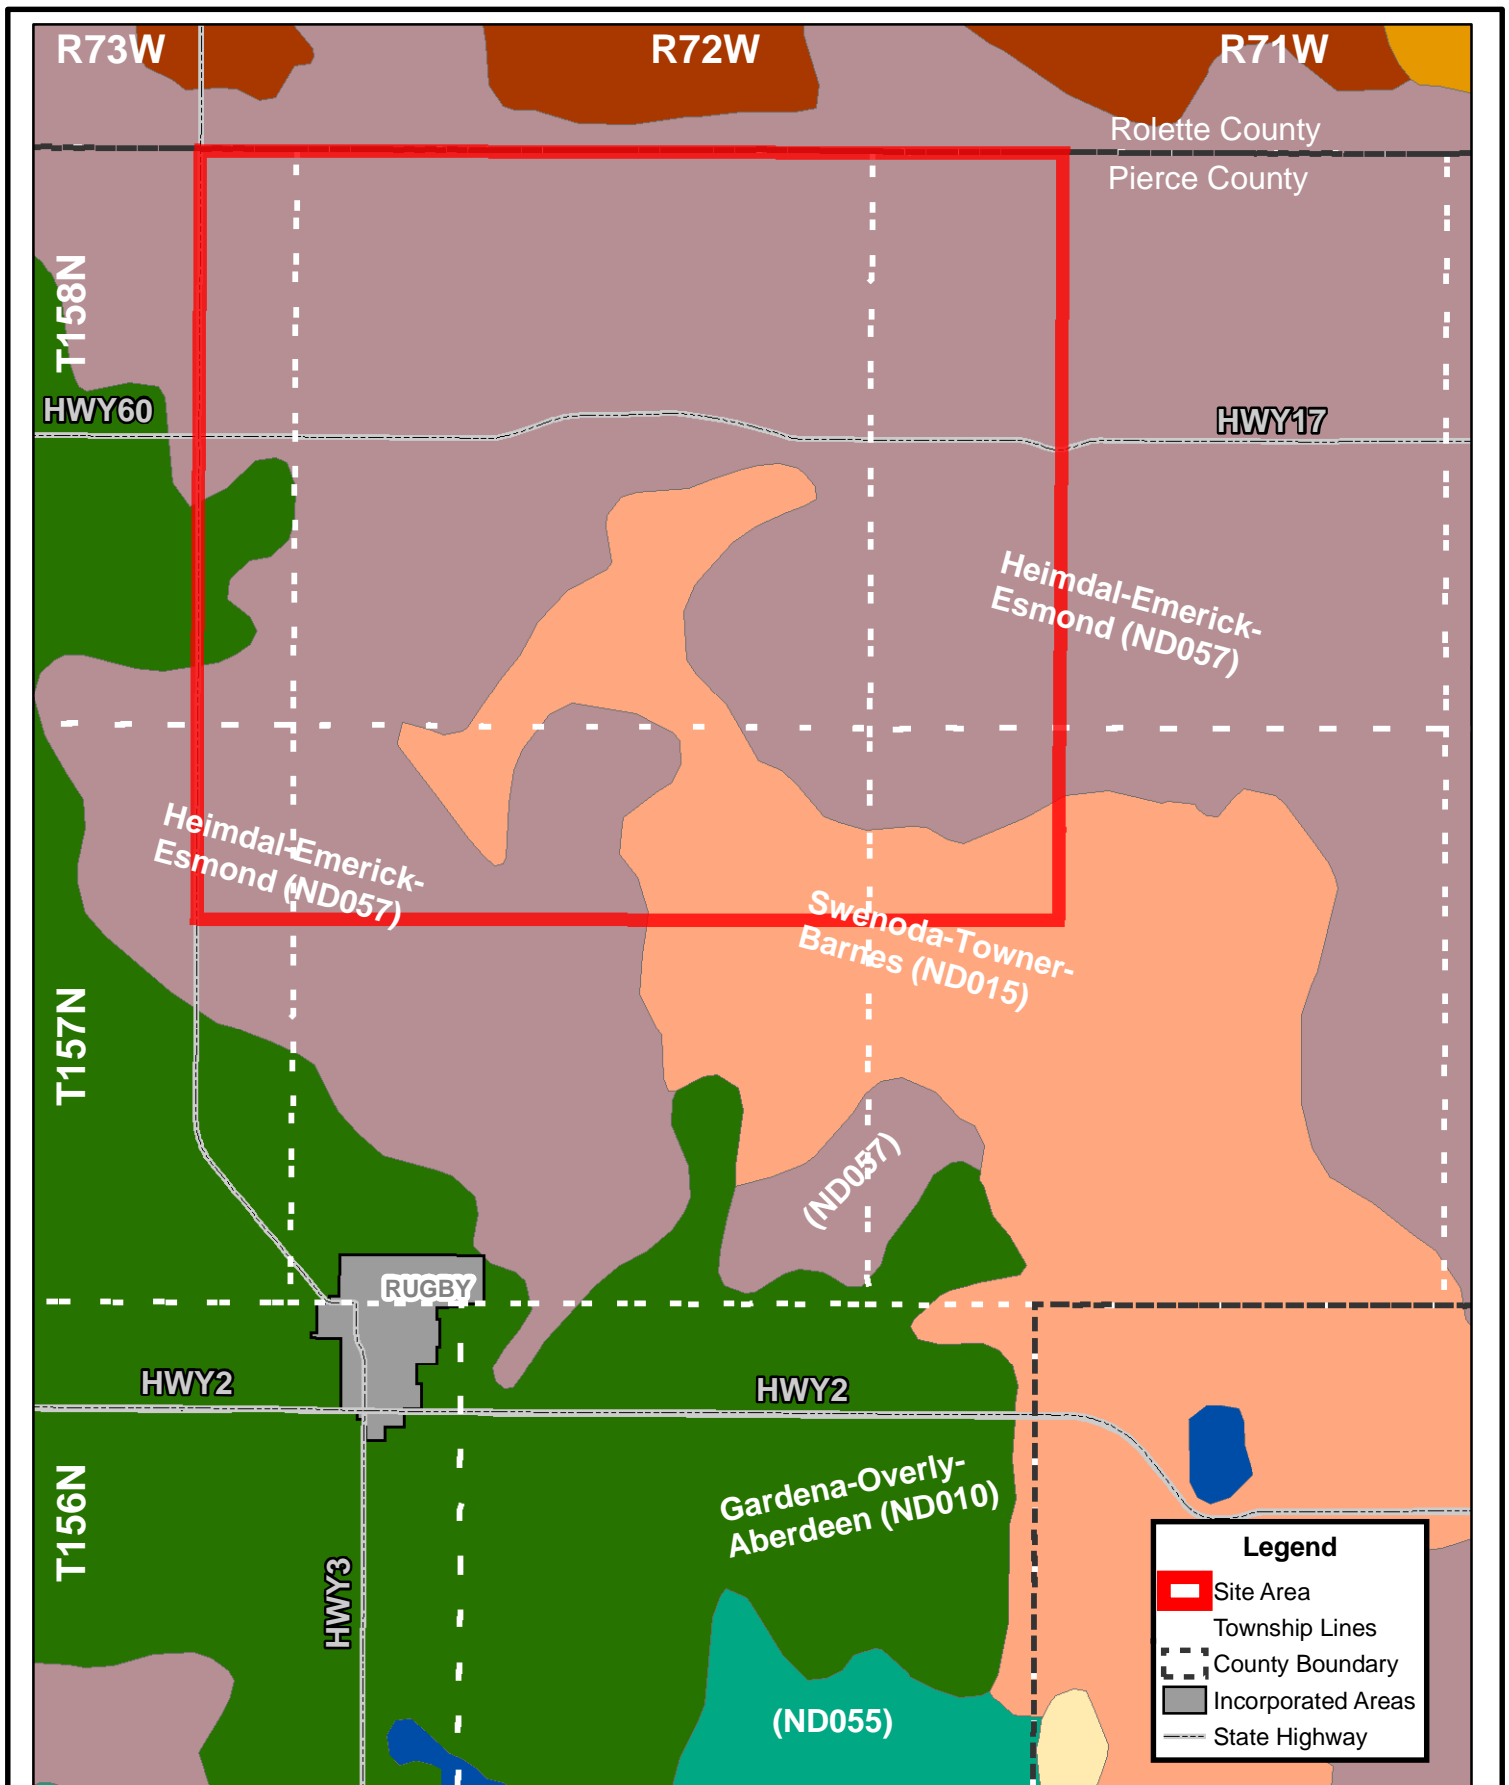 R73W
R72W
R71W
Rolette County
Pierce County
T158N
HWY60
HWY17
Heimdal-Emerick-
Esmond (ND057)
Heimdal-Emerick-
Esmond (ND057)
Swenoda-Towner-
Barnes (ND015)
T157N
(ND057)
RUGBY
HWY2
HWY2
Gardena-Overly-
Aberdeen (ND010)
T156N
HWY3
(ND055)
Legend
Site Area
Township Lines
County Boundary
Incorporated Areas
State Highway